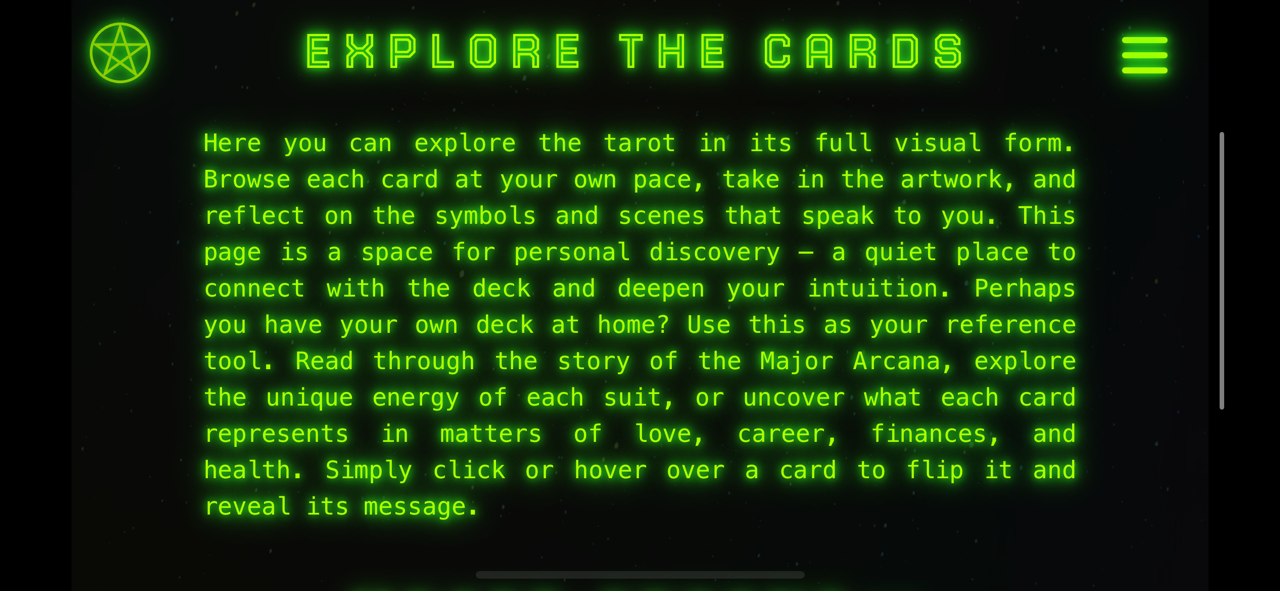 EXPLORE THE CARDS
Here you can explore the tarot in its full visual form.
Browse each card at your own pace, take in the artwork, and
reflect on the symbols and scenes that speak to you. This
page is a space for personal discovery — a quiet place to
connect with the deck and deepen your intuition. Perhaps
you have your own deck at home? Use this as your reference
tool. Read through the story of the Major Arcana, explore
the unique energy of each suit, or uncover what each card
represents in matters of love, career, finances, and
health. Simply click or hover over a card to flip it and
reveal its message.